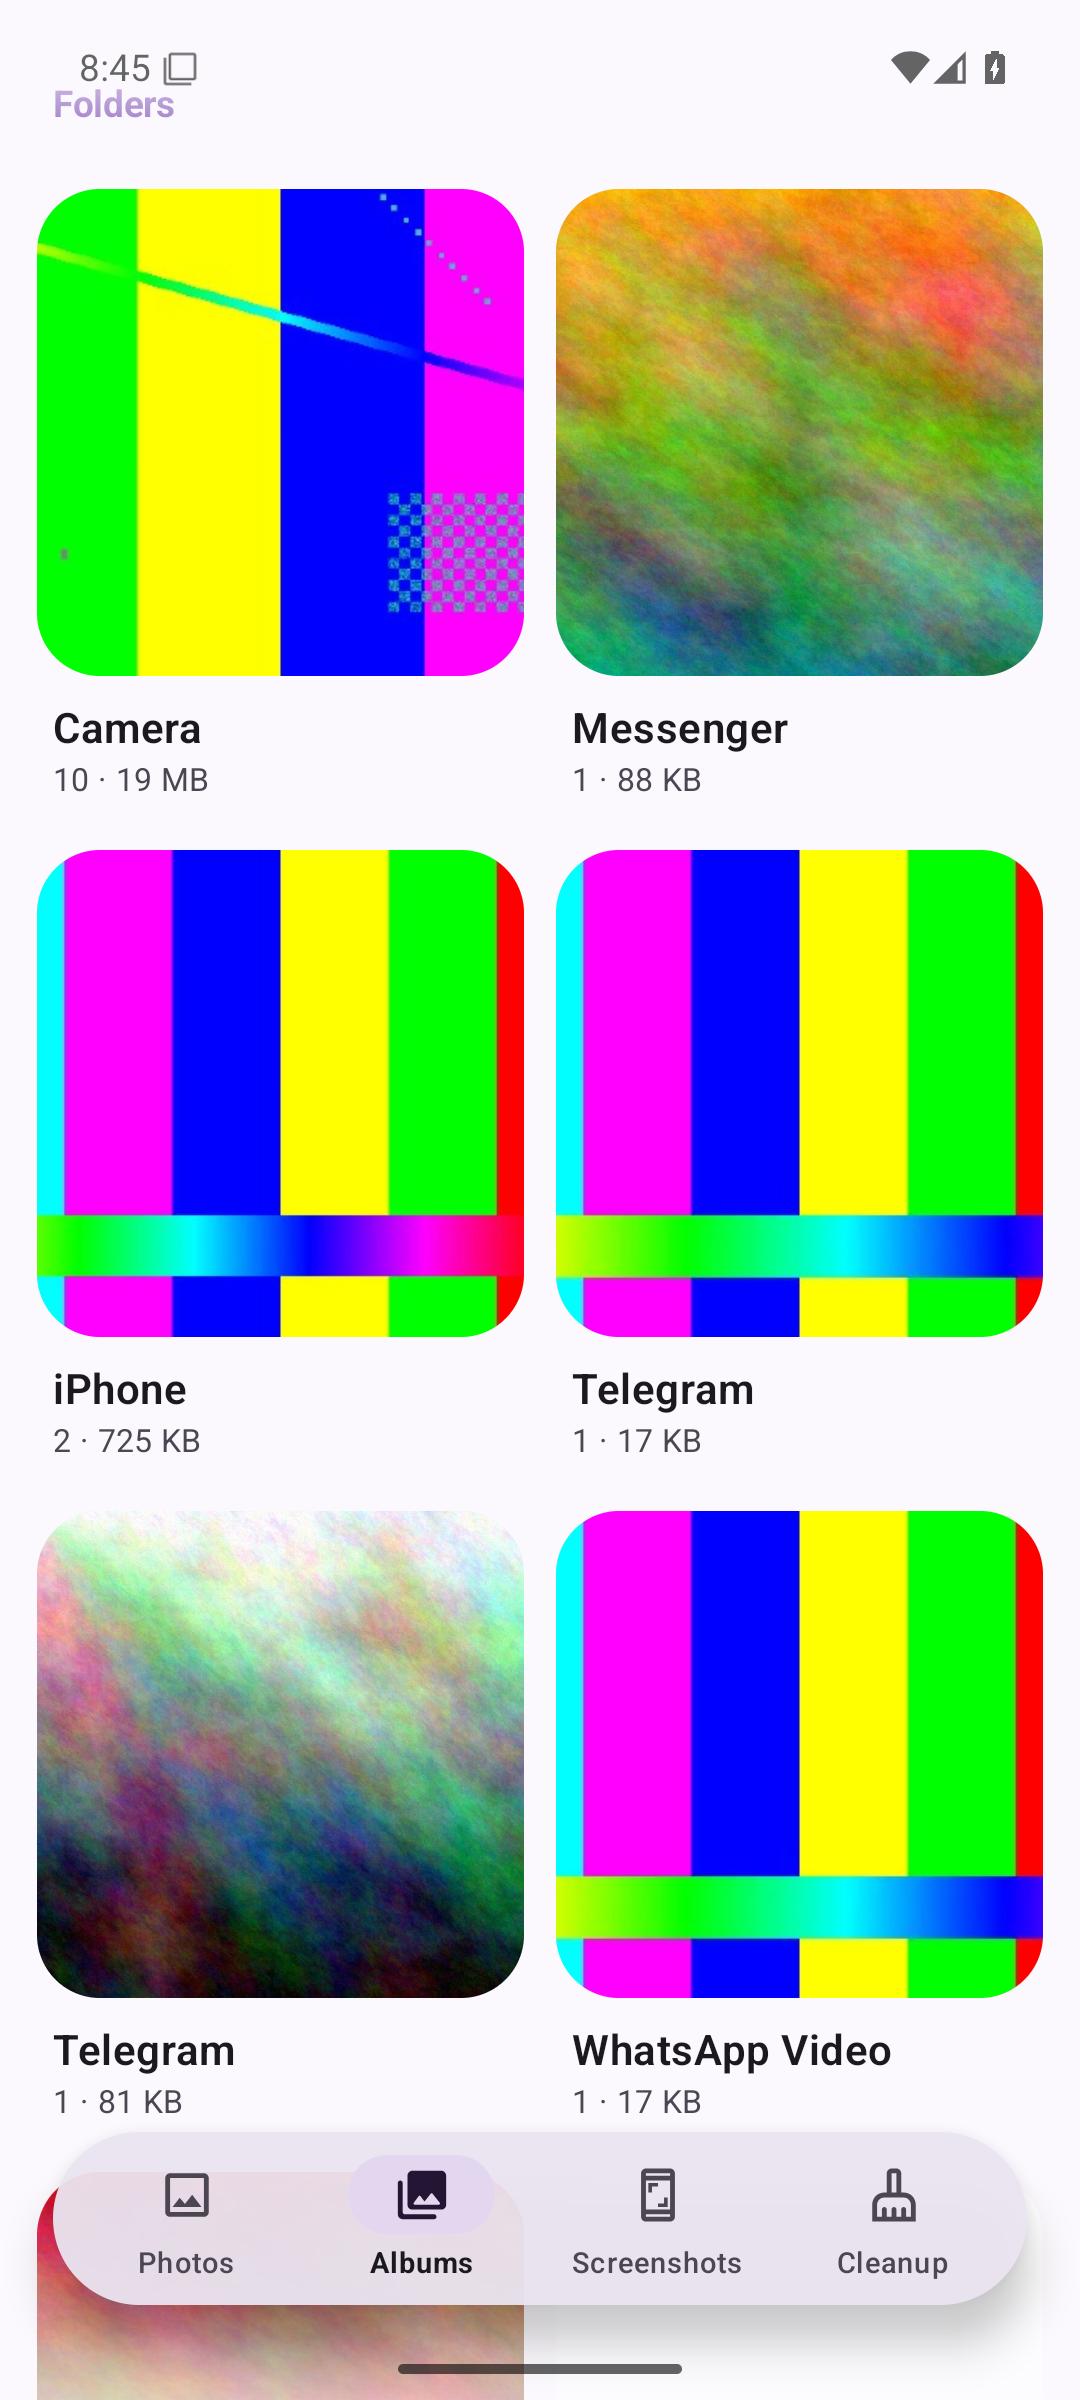 8:45
Folders
Camera
10 · 19 MB
Messenger
1 · 88 KB
iPhone
2 · 725 KB
Telegram
1 · 17 KB
Telegram
1 · 81 KB
WhatsApp Video
1 · 17 KB
Photos
Albums
Screenshots
Cleanup